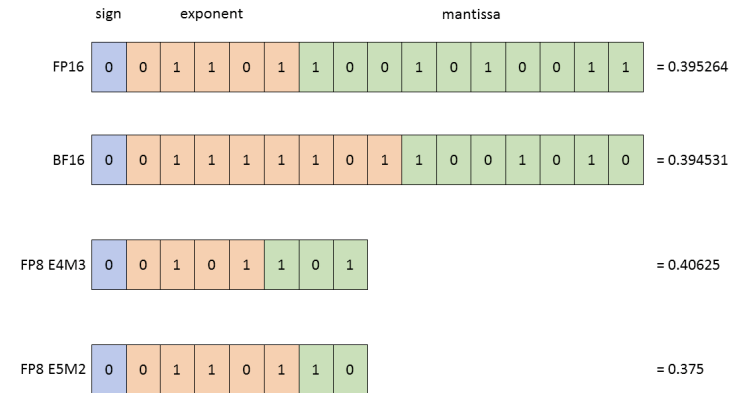 sign exponent mantissa
FP16 0 0 1 1 0 1 1 0 0 1 0 1 0 0 1 1 = 0.395264
BF16 0 0 1 1 1 1 1 0 1 1 0 0 1 0 1 0 = 0.394531
FP8 E4M3 0 0 1 0 1 1 0 1 = 0.40625
FP8 E5M2 0 0 1 1 0 1 1 0 = 0.375